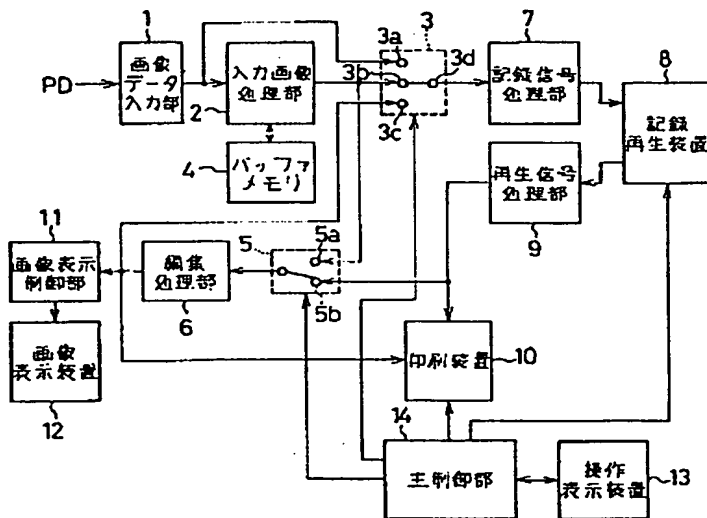 1
PD
画像
データ
入力部
入力画像
処理部
2
4
バッファ
メモリ
3
3a
3b
3c
3d
7
記録信号
処理部
8
記録
再生装置
再生信号
処理部
9
11
画像表示
制御部
編集
処理部
6
5
5a
5b
画像
表示装置
12
印刷装置
10
14
主制御部
操作
表示装置
13